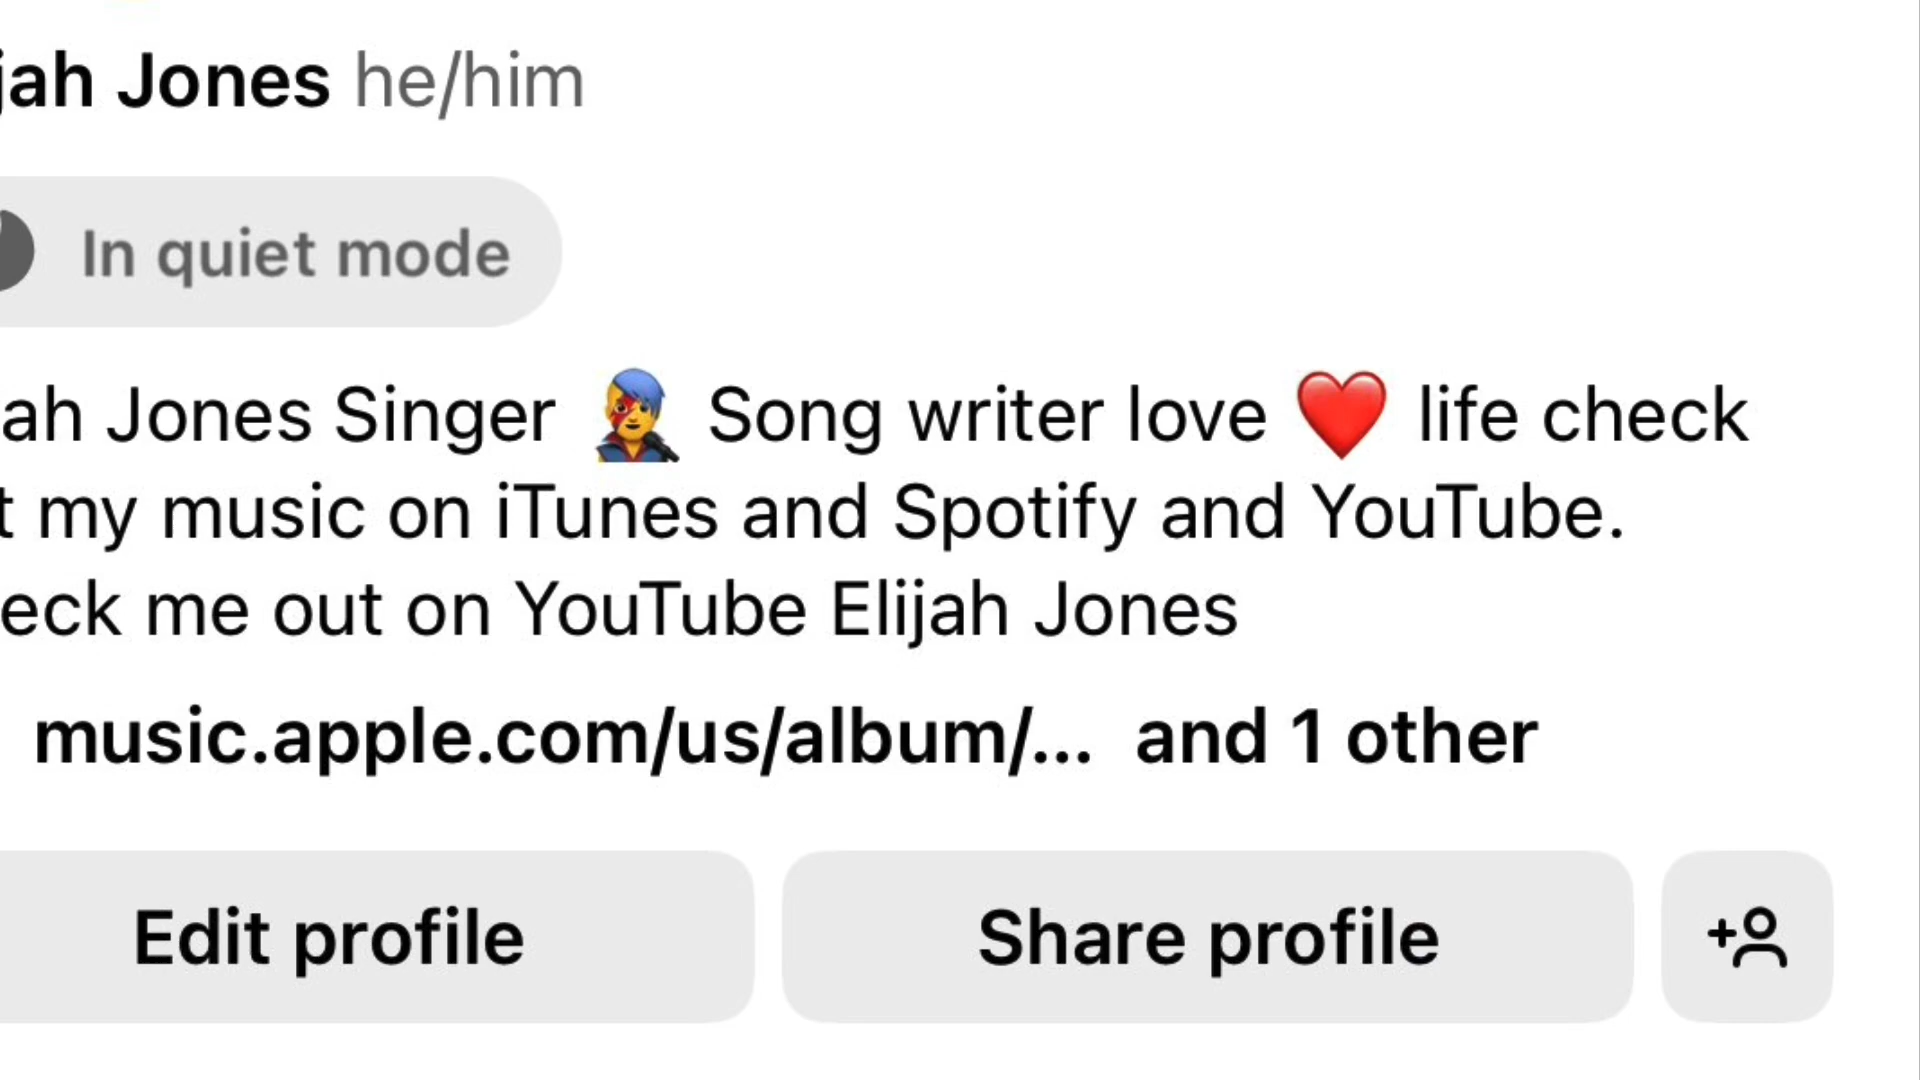 jah Jones he/him
In quiet mode
ah Jones Singer 👨‍🎤 Song writer love ❤️ life check
t my music on iTunes and Spotify and YouTube.
eck me out on YouTube Elijah Jones
music.apple.com/us/album/... and 1 other
Edit profile Share profile